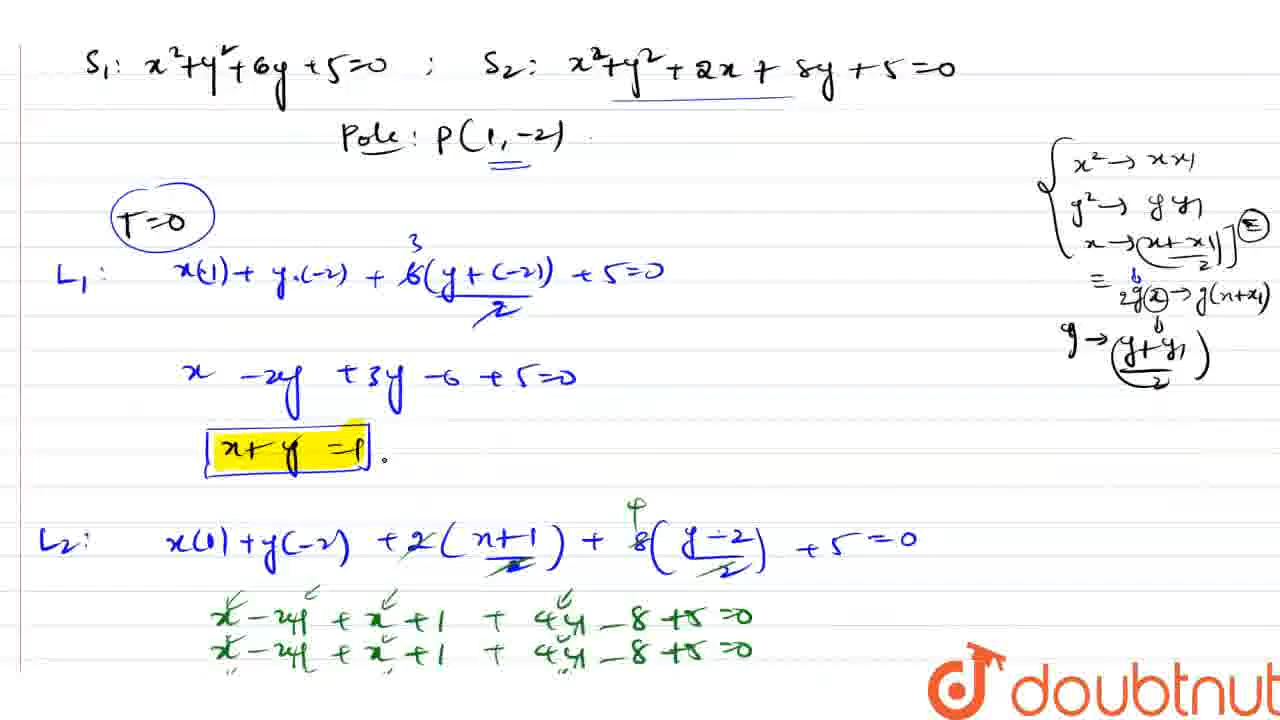 S₁: x²+y²+6y+5=0 ; S₂: x²+y²+2x+8y+5=0
Pole: P(1,-2)
T=0
L₁: x(1)+ y.(-2) + 6(y+(-2))/2 + 5=0
3
x - 2y + 3y - 6 + 5=0
x+ y =1.
L₂: x(1)+y(-2) + 2(x+1)/2 + 8(y-2)/2 + 5=0
4
x - 2y + x + 1 + 4y - 8 + 5=0
x - 2y + x + 1 + 4y - 8 + 5=0
x² → xx₁
y² → yy₁
x → (x+x₁)/2]
= 2g(x) → g(x+x₁)
y → (y+y₁)/2
doubtnut